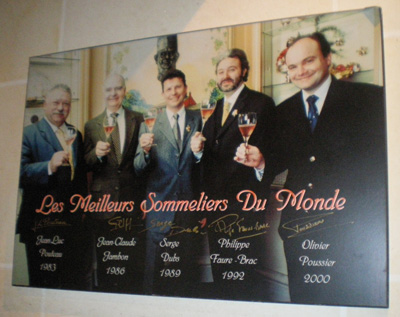 Les Meilleurs Sommeliers Du Monde
Jean-Luc
Pouteau
1983
Jean-Claude
Jambon
1986
Serge
Dubs
1989
Philippe
Faure-Brac
1992
Olivier
Poussier
2000